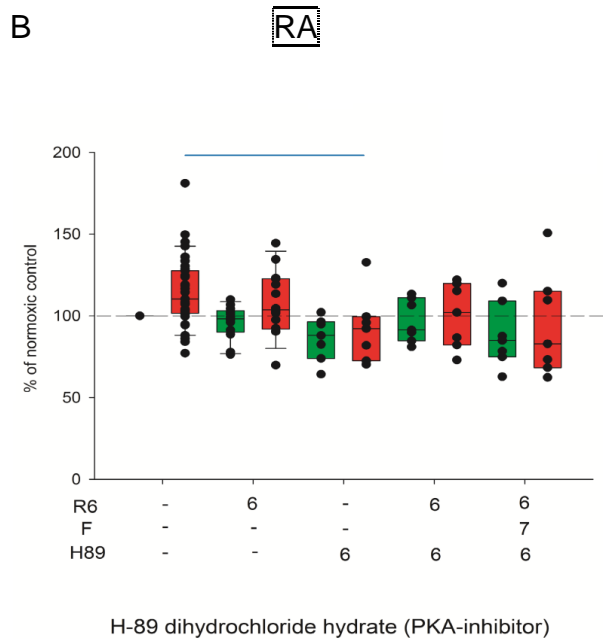 B RA
200
150
100
50
0
% of normoxic control
R6 - 6 - 6 6
F - - - - 7
H89 - - 6 6 6
H-89 dihydrochloride hydrate (PKA-inhibitor)